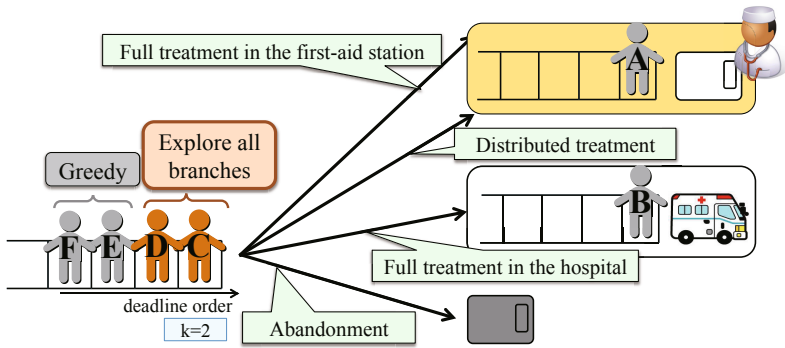 Full treatment in the first-aid station
A
Explore all
branches
Greedy
Distributed treatment
B
F E D C
Full treatment in the hospital
deadline order
k=2
Abandonment